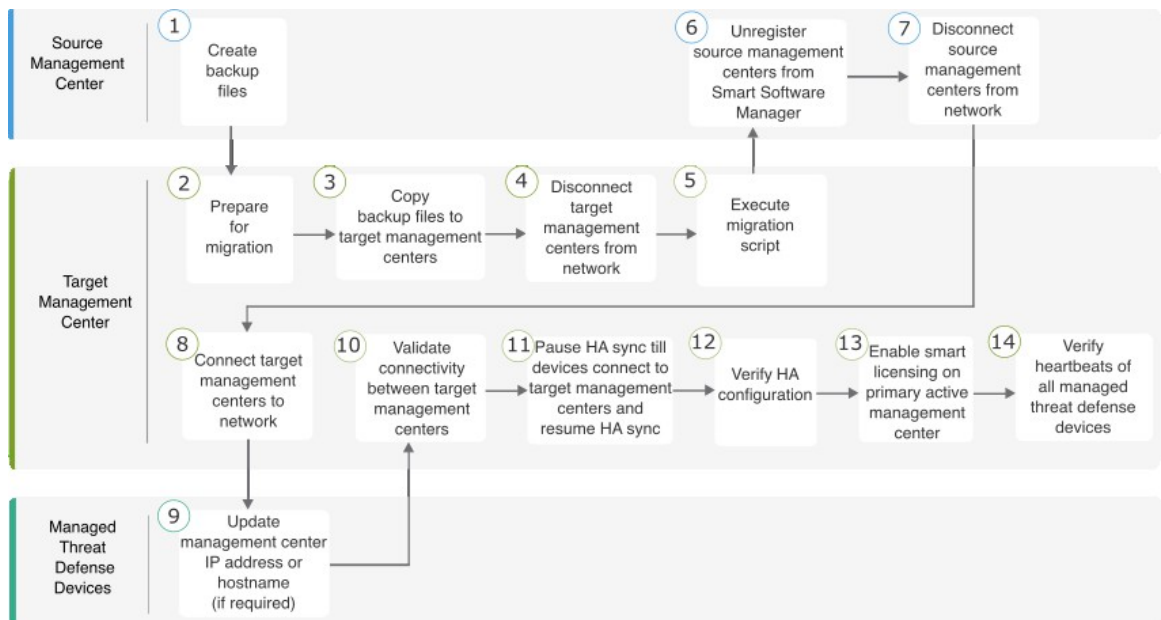 Source
Management
Center
1
Create
backup
files
6
Unregister
source management
centers from
Smart Software
Manager
7
Disconnect
source
management
centers from
network
Target
Management
Center
2
Prepare
for
migration
3
Copy
backup files to
target management
centers
4
Disconnect
target
management
centers from
network
5
Execute
migration
script
8
Connect target
management
centers to
network
10
Validate
connectivity
between target
management
centers
11
Pause HA sync till
devices connect to
target management
centers and
resume HA sync
12
Verify HA
configuration
13
Enable smart
licensing on
primary active
management
center
14
Verify
heartbeats of
all managed
threat defense
devices
Managed
Threat
Defense
Devices
9
Update
management center
IP address or
hostname
(if required)